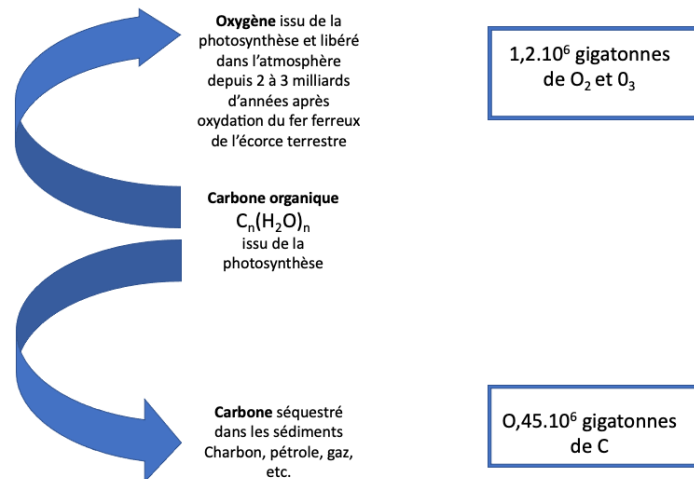 Oxygène issu de la
photosynthèse et libéré
dans l’atmosphère
depuis 2 à 3 milliards
d’années après
oxydation du fer ferreux
de l’écorce terrestre
1,2.10⁶ gigatonnes
de O₂ et 0₃
Carbone organique
Cₙ(H₂O)ₙ
issu de la
photosynthèse
Carbone séquestré
dans les sédiments
Charbon, pétrole, gaz,
etc.
O,45.10⁶ gigatonnes
de C